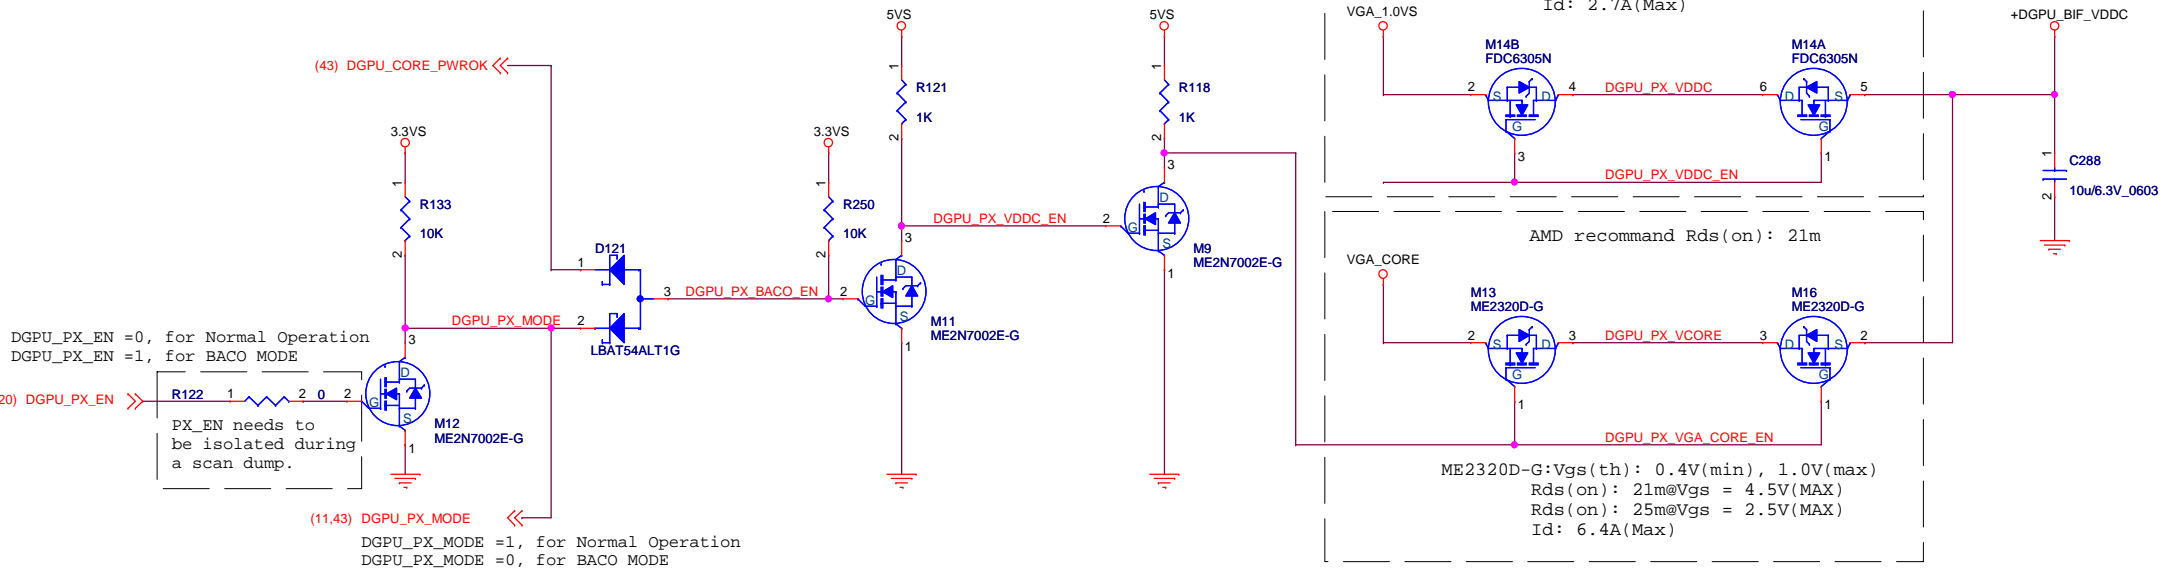 Id: 2.7A(Max)
5VS
5VS
VGA_1.0VS
+DGPU_BIF_VDDC
(43) DGPU_CORE_PWROK
M14B
FDC6305N
M14A
FDC6305N
1
R121
1K
2
1
R118
1K
2
2 S D 4
DGPU_PX_VDDC
6 D S 5
G
G
3.3VS
3.3VS
3
1
DGPU_PX_VDDC_EN
1
C288
10u/6.3V_0603
2
1
R133
10K
2
1
R250
10K
2
3
DGPU_PX_VDDC_EN
2
G
D
S
3
M9
ME2N7002E-G
1
AMD recommand Rds(on): 21m
VGA_CORE
D121
1
2
LBAT54ALT1G
3
DGPU_PX_BACO_EN
2
G
D
S
M11
ME2N7002E-G
1
M13
ME2320D-G
M16
ME2320D-G
2 S D 3
DGPU_PX_VCORE
3 D S 2
G
G
1
1
DGPU_PX_VGA_CORE_EN
DGPU_PX_MODE
DGPU_PX_EN =0, for Normal Operation
DGPU_PX_EN =1, for BACO MODE
3
20) DGPU_PX_EN
R122
1
2
0
2
G
D
S
M12
ME2N7002E-G
1
PX_EN needs to
be isolated during
a scan dump.
ME2320D-G:Vgs(th): 0.4V(min), 1.0V(max)
Rds(on): 21m@Vgs = 4.5V(MAX)
Rds(on): 25m@Vgs = 2.5V(MAX)
Id: 6.4A(Max)
(11,43) DGPU_PX_MODE
DGPU_PX_MODE =1, for Normal Operation
DGPU_PX_MODE =0, for BACO MODE